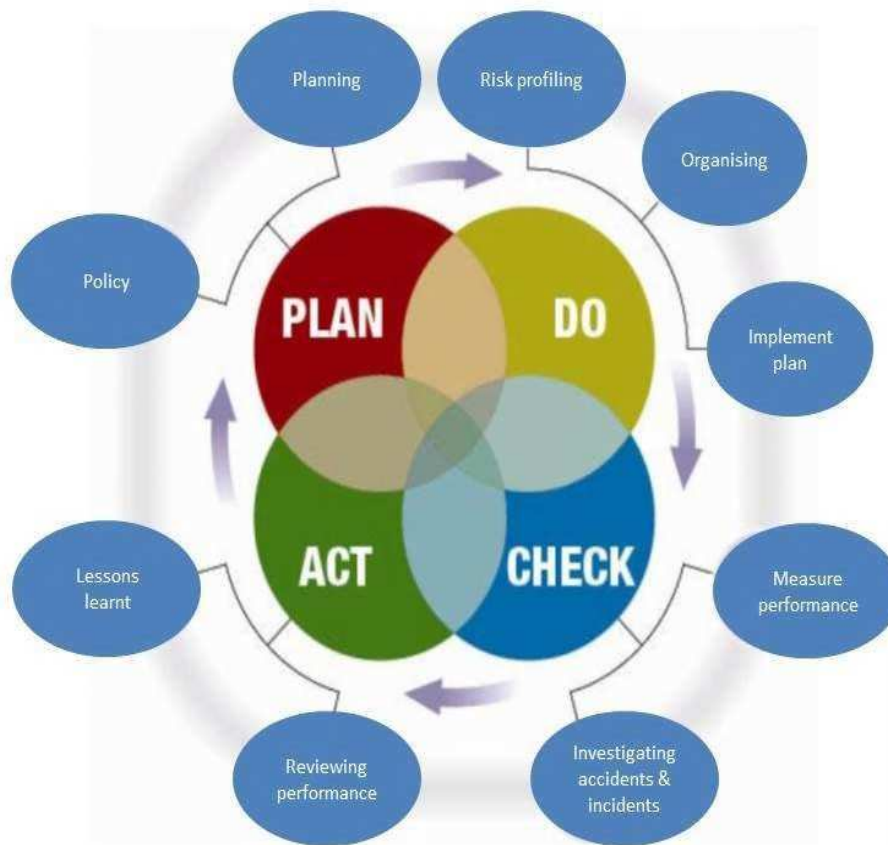 Planning
Risk profiling
Organising
Policy
PLAN
DO
Implement
plan
ACT
CHECK
Lessons
learnt
Measure
performance
Reviewing
performance
Investigating
accidents &
incidents